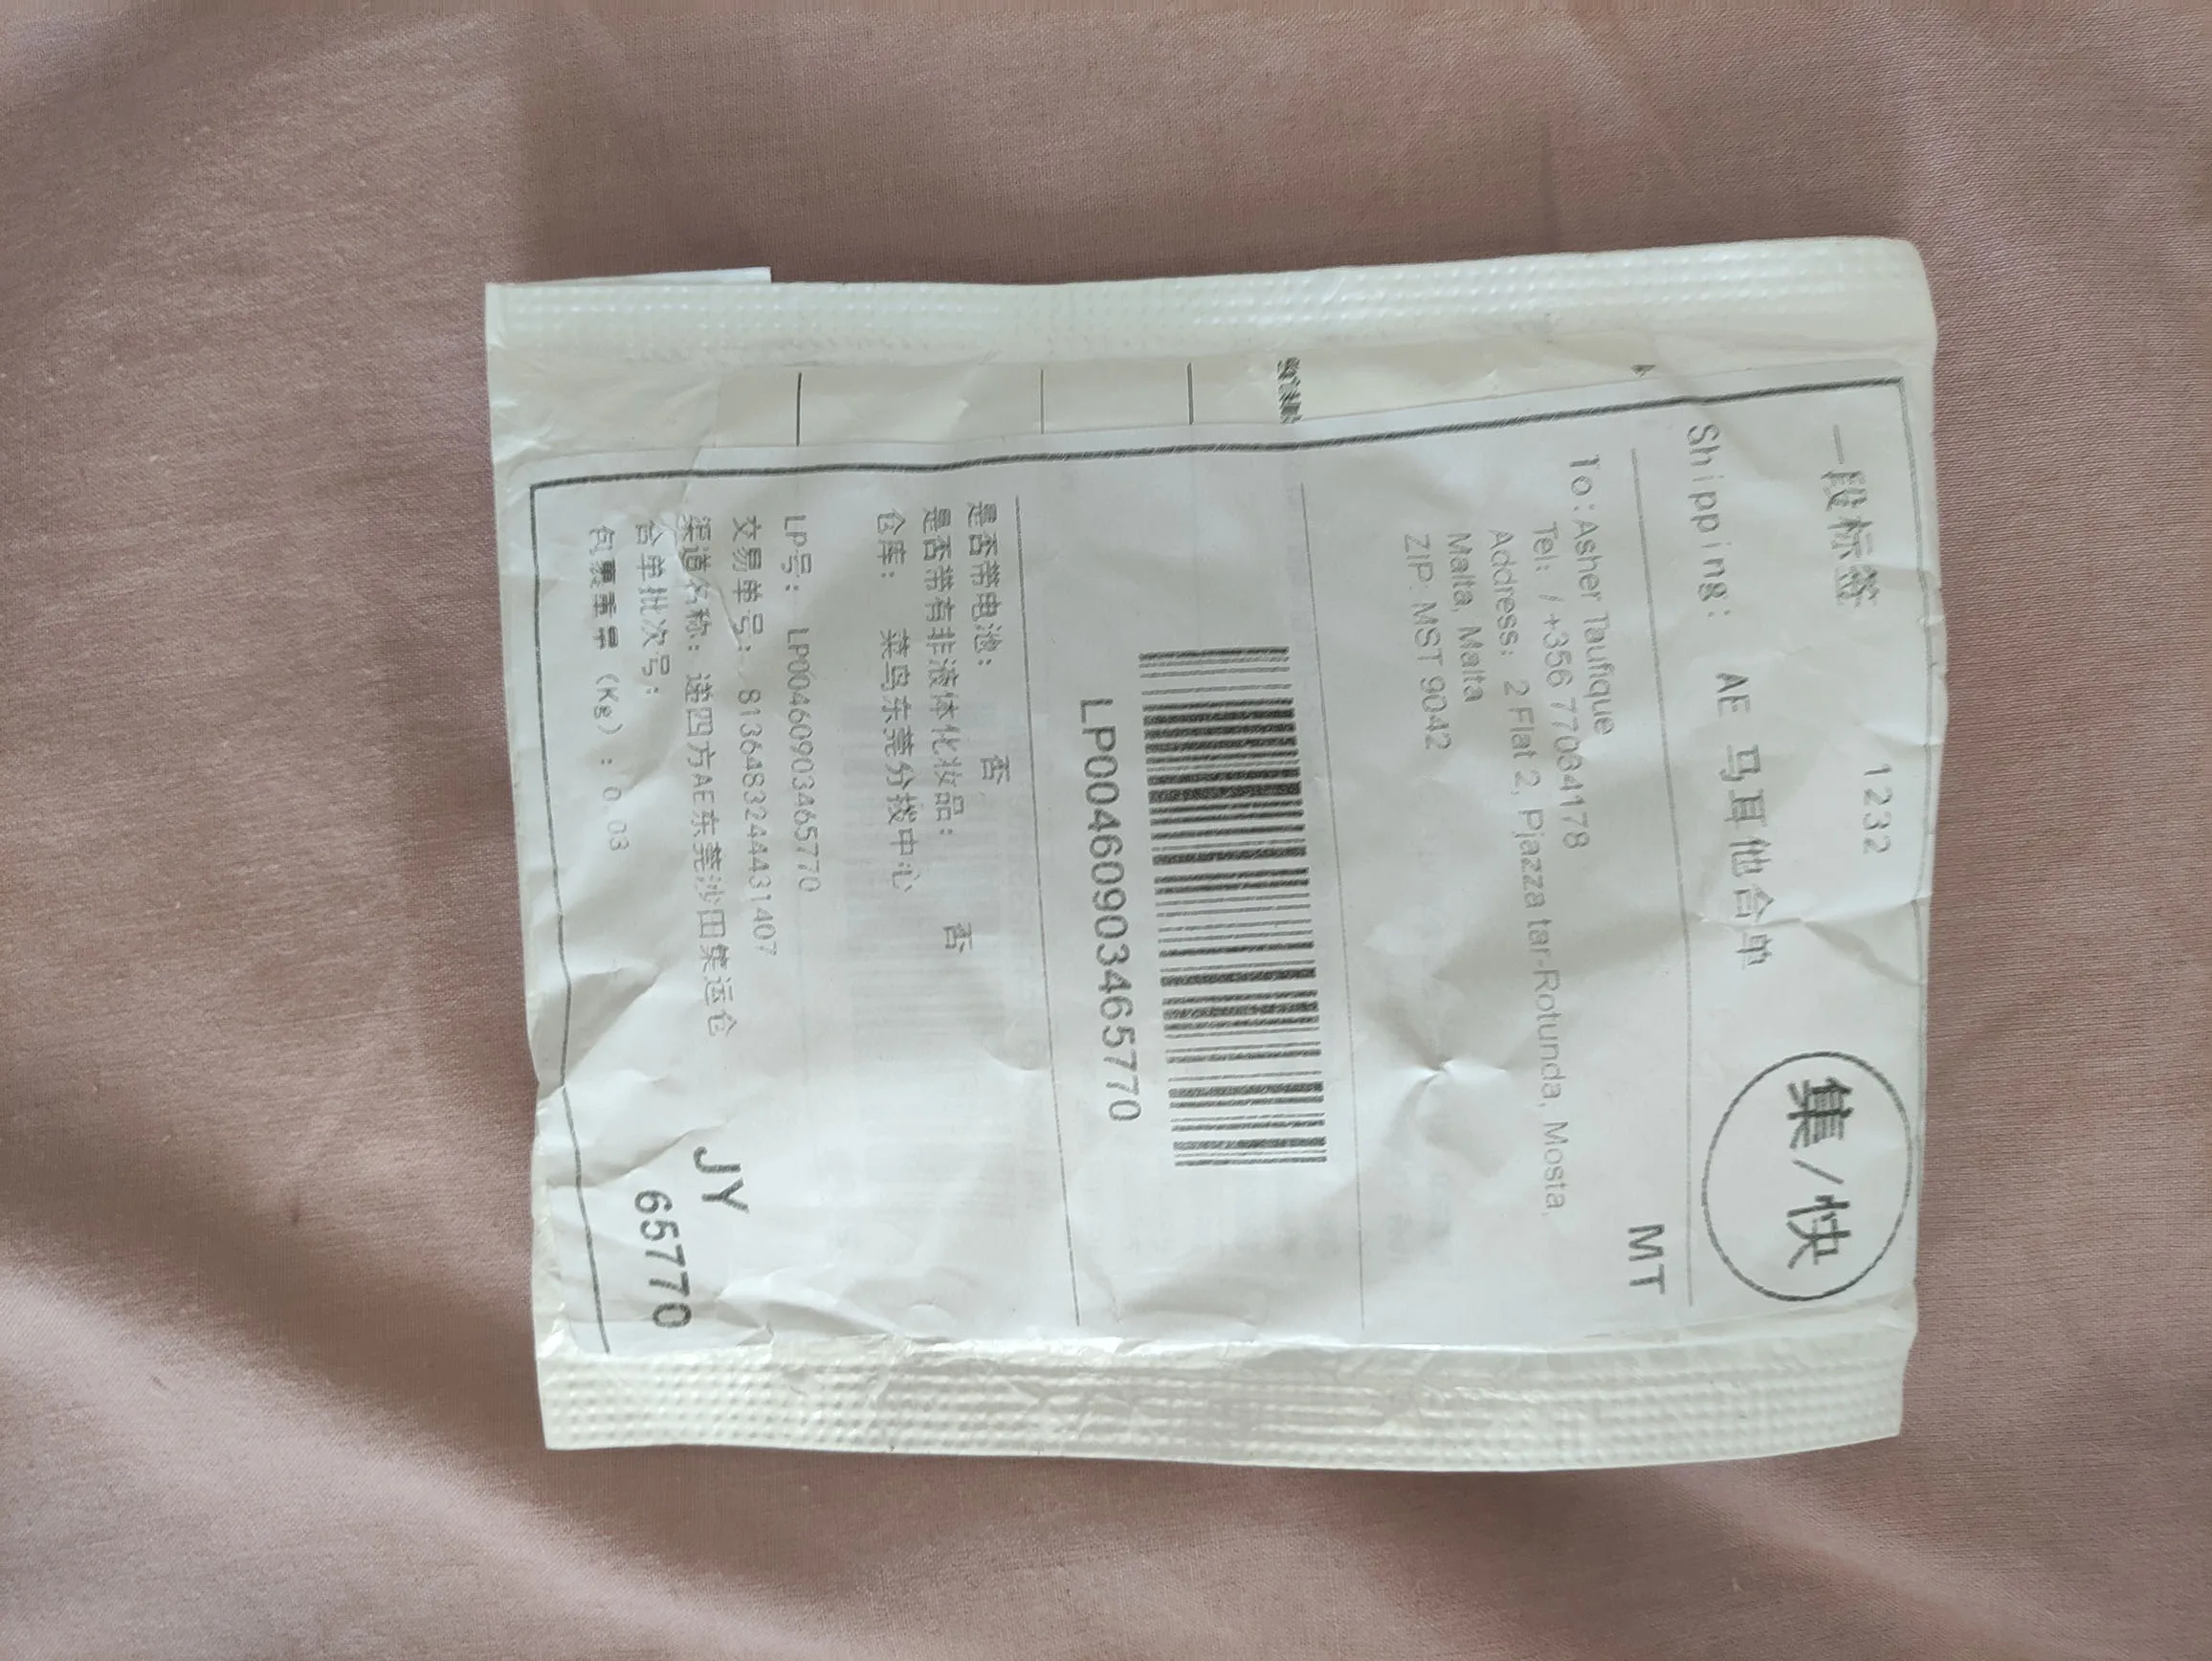 一段标签 1232
集/快
Shipping: AE 马耳他合单
MT
To: Asher Taufique
Tel: / +356 77034178
Address: 2 Flat 2, Pjazza tar-Rotunda, Mosta,
Malta, Malta
ZIP: MST 9042
LP00460903465770
是否带电池: 否
是否带有非液体化妆品: 否
仓库: 菜鸟东莞分拨中心
LP号: LP00460903465770
交易单号: 8136483244431407
渠道名称: 递四方AE东莞沙田集运仓
合单批次号:
包裹重量 (Kg) : 0.03
JY
65770